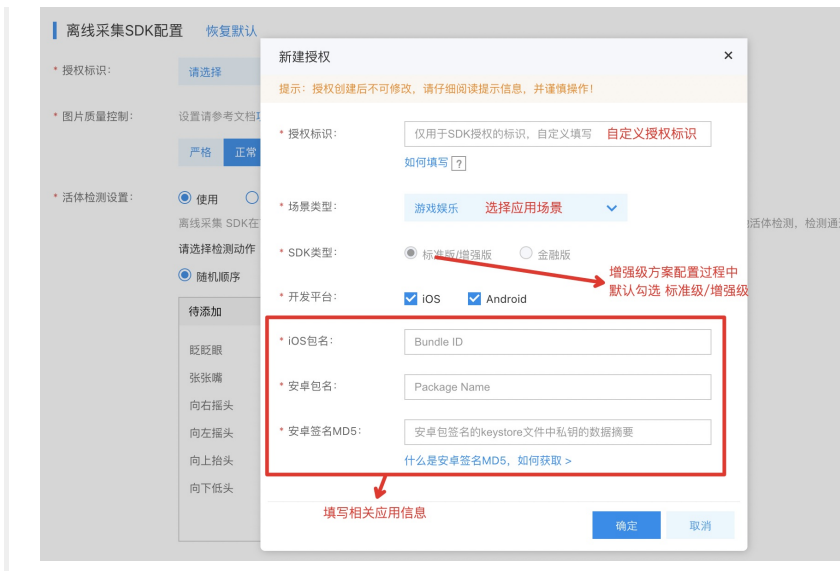 离线采集SDK配置 恢复默认
新建授权 ×
* 授权标识: 请选择
提示: 授权创建后不可修改, 请仔细阅读提示信息, 并谨慎操作!
* 图片质量控制: 设置请参考文档
* 授权标识: 仅用于SDK授权的标识, 自定义填写 自定义授权标识
严格 正常
如何填写 ?
* 活体检测设置: 使用
* 场景类型: 游戏娱乐 选择应用场景
离线采集 SDK在
活体检测, 检测通
请选择检测动作
* SDK类型: 标准版/增强版 金融版
随机顺序
增强级方案配置过程中
默认勾选 标准级/增强级
* 开发平台: iOS Android
待添加
* iOS包名: Bundle ID
眨眨眼
张张嘴
* 安卓包名: Package Name
向右摇头
向左摇头
* 安卓签名MD5: 安卓包签名的keystore文件中私钥的数据摘要
向上抬头
什么是安卓签名MD5, 如何获取 >
向下低头
填写相关应用信息
确定 取消